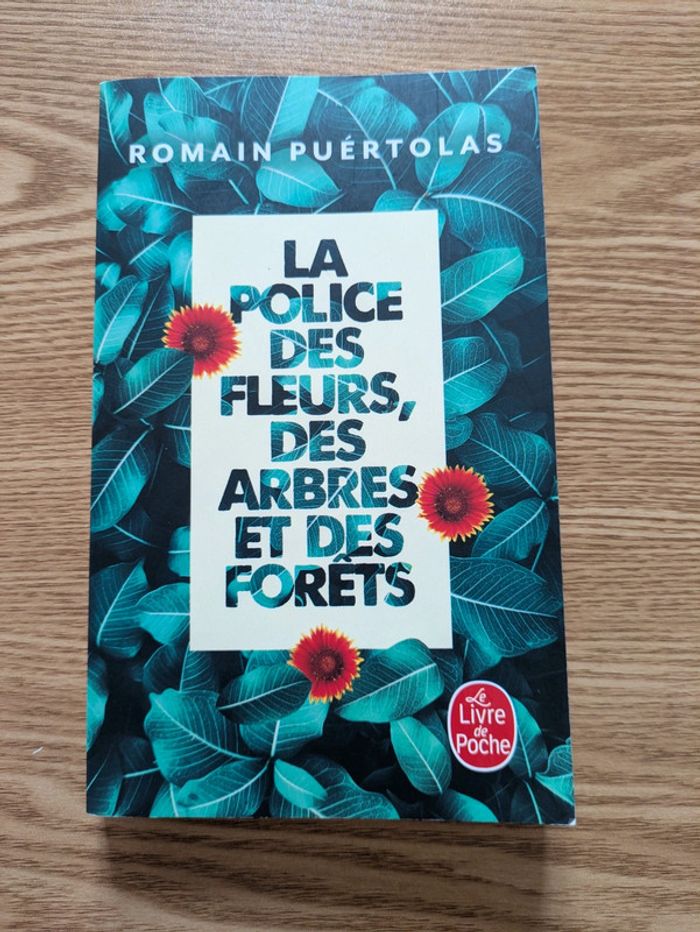 ROMAIN PUÉRTOLAS
LA
POLICE
DES
FLEURS,
DES
ARBRES
ET DES
FORÊTS
Le
Livre
de
Poche